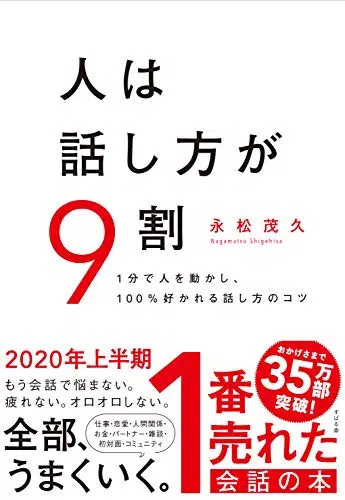 人は
話し方が
9割
永松茂久
Nagamatsu Shigehisa
1分で人を動かし、
100％好かれる話し方のコツ
2020年上半期
もう会話で悩まない。
疲れない。オロオロしない。
全部、
うまくいく。
仕事・恋愛・人間関係・
お金・パートナー・雑談・
初対面・コミュニティ
1番
売れた
会話の本
おかげさまで
35万
部
突破！
すばる舎